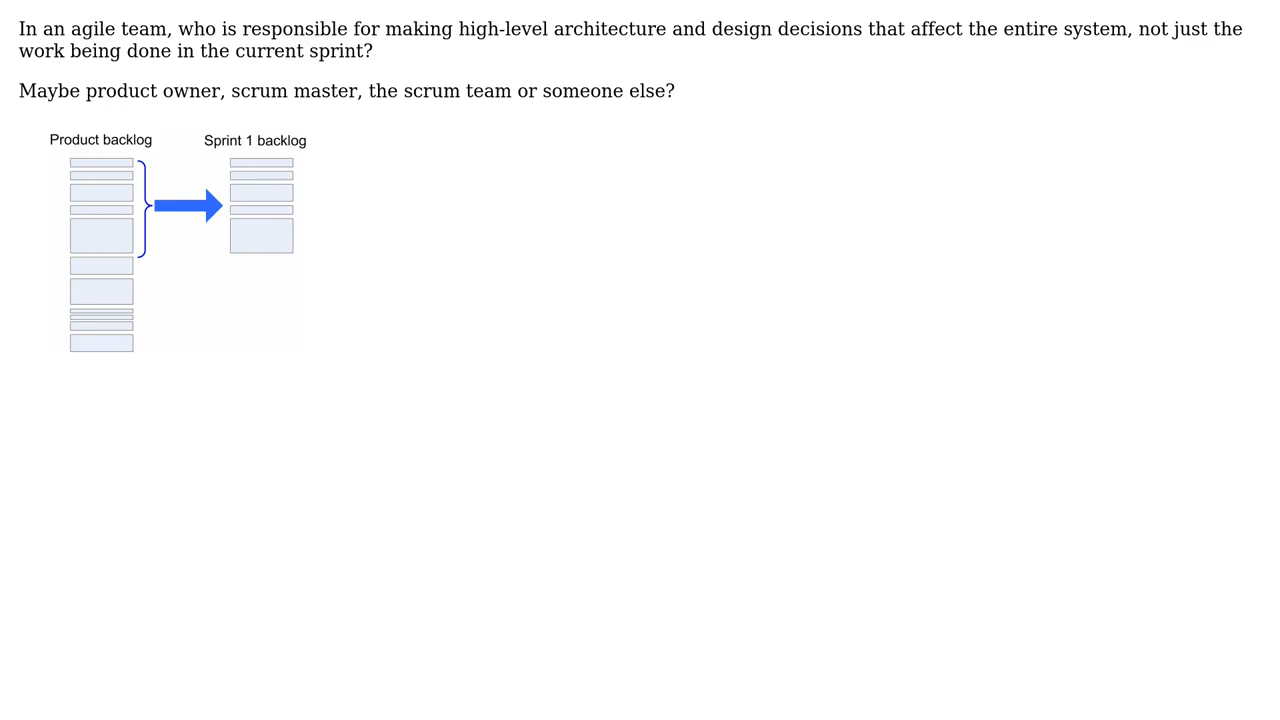 In an agile team, who is responsible for making high-level architecture and design decisions that affect the entire system, not just the
work being done in the current sprint?
Maybe product owner, scrum master, the scrum team or someone else?
Product backlog
Sprint 1 backlog